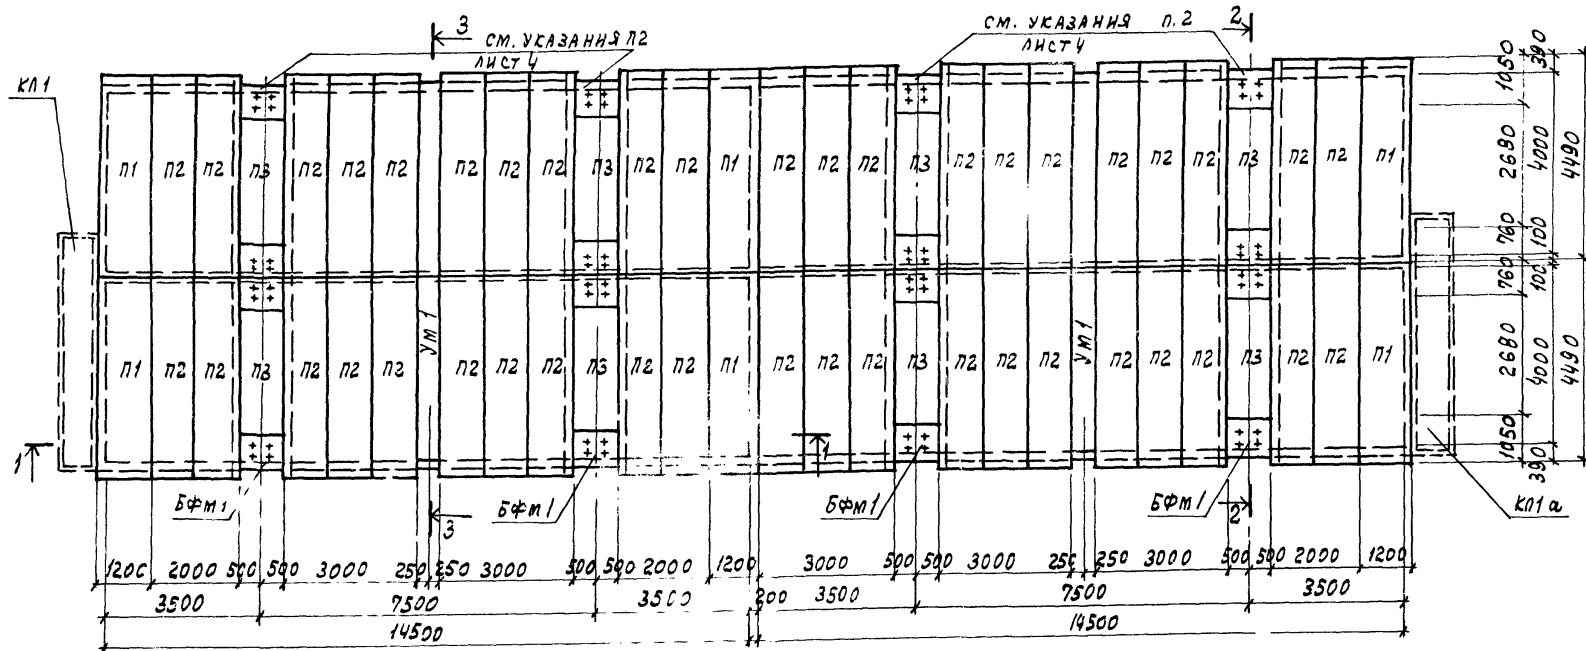 3 СМ. УКАЗАНИЯ П2
ЛИСТ 4
СМ. УКАЗАНИЯ П.2 2
ЛИСТ 4
КЛ1
П1 П2 П2 П3 П2 П2 П2 П2 П2 П2 П3 П2 П2 П1 П2 П2 П2 П3 П2 П2 П2 П2 П2 П2 П3 П2 П2 П1
УМ1 УМ1
П1 П2 П2 П3 П2 П2 П3 П2 П2 П2 П3 П2 П2 П1 П2 П2 П2 П3 П2 П2 П2 П2 П2 П2 П3 П2 П2 П1
1 1
БФМ1 3 БФМ1 БФМ1 БФМ1 2 КЛ1а
1200 2000 500 500 3000 250 250 3000 500 500 2000 1200 3000 500 500 3000 250 250 3000 500 500 2000 1200
3500 7500 3500 200 3500 7500 3500
14500 14500
1050 2680 760 760 2680 1050
390 4000 100 100 4000 390
4490 4490